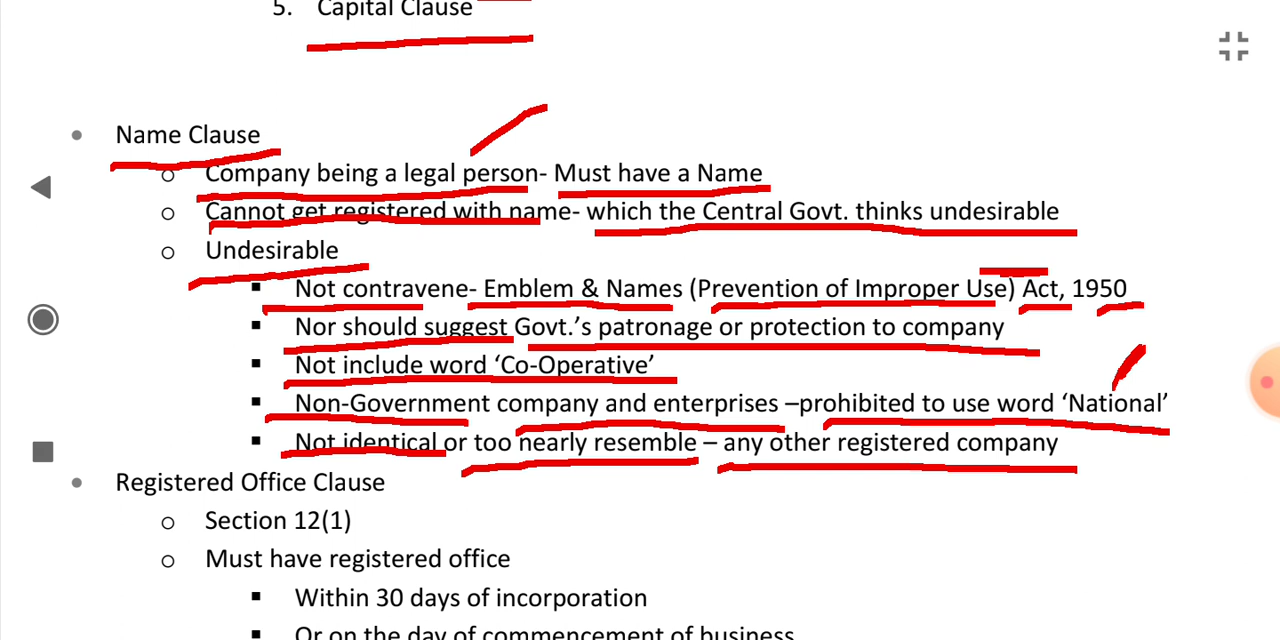 5. Capital Clause
• Name Clause
o Company being a legal person- Must have a Name
o Cannot get registered with name- which the Central Govt. thinks undesirable
o Undesirable
▪ Not contravene- Emblem & Names (Prevention of Improper Use) Act, 1950
▪ Nor should suggest Govt.’s patronage or protection to company
▪ Not include word ‘Co-Operative’
▪ Non-Government company and enterprises –prohibited to use word ‘National’
▪ Not identical or too nearly resemble – any other registered company
• Registered Office Clause
o Section 12(1)
o Must have registered office
▪ Within 30 days of incorporation
▪ Or on the day of commencement of business